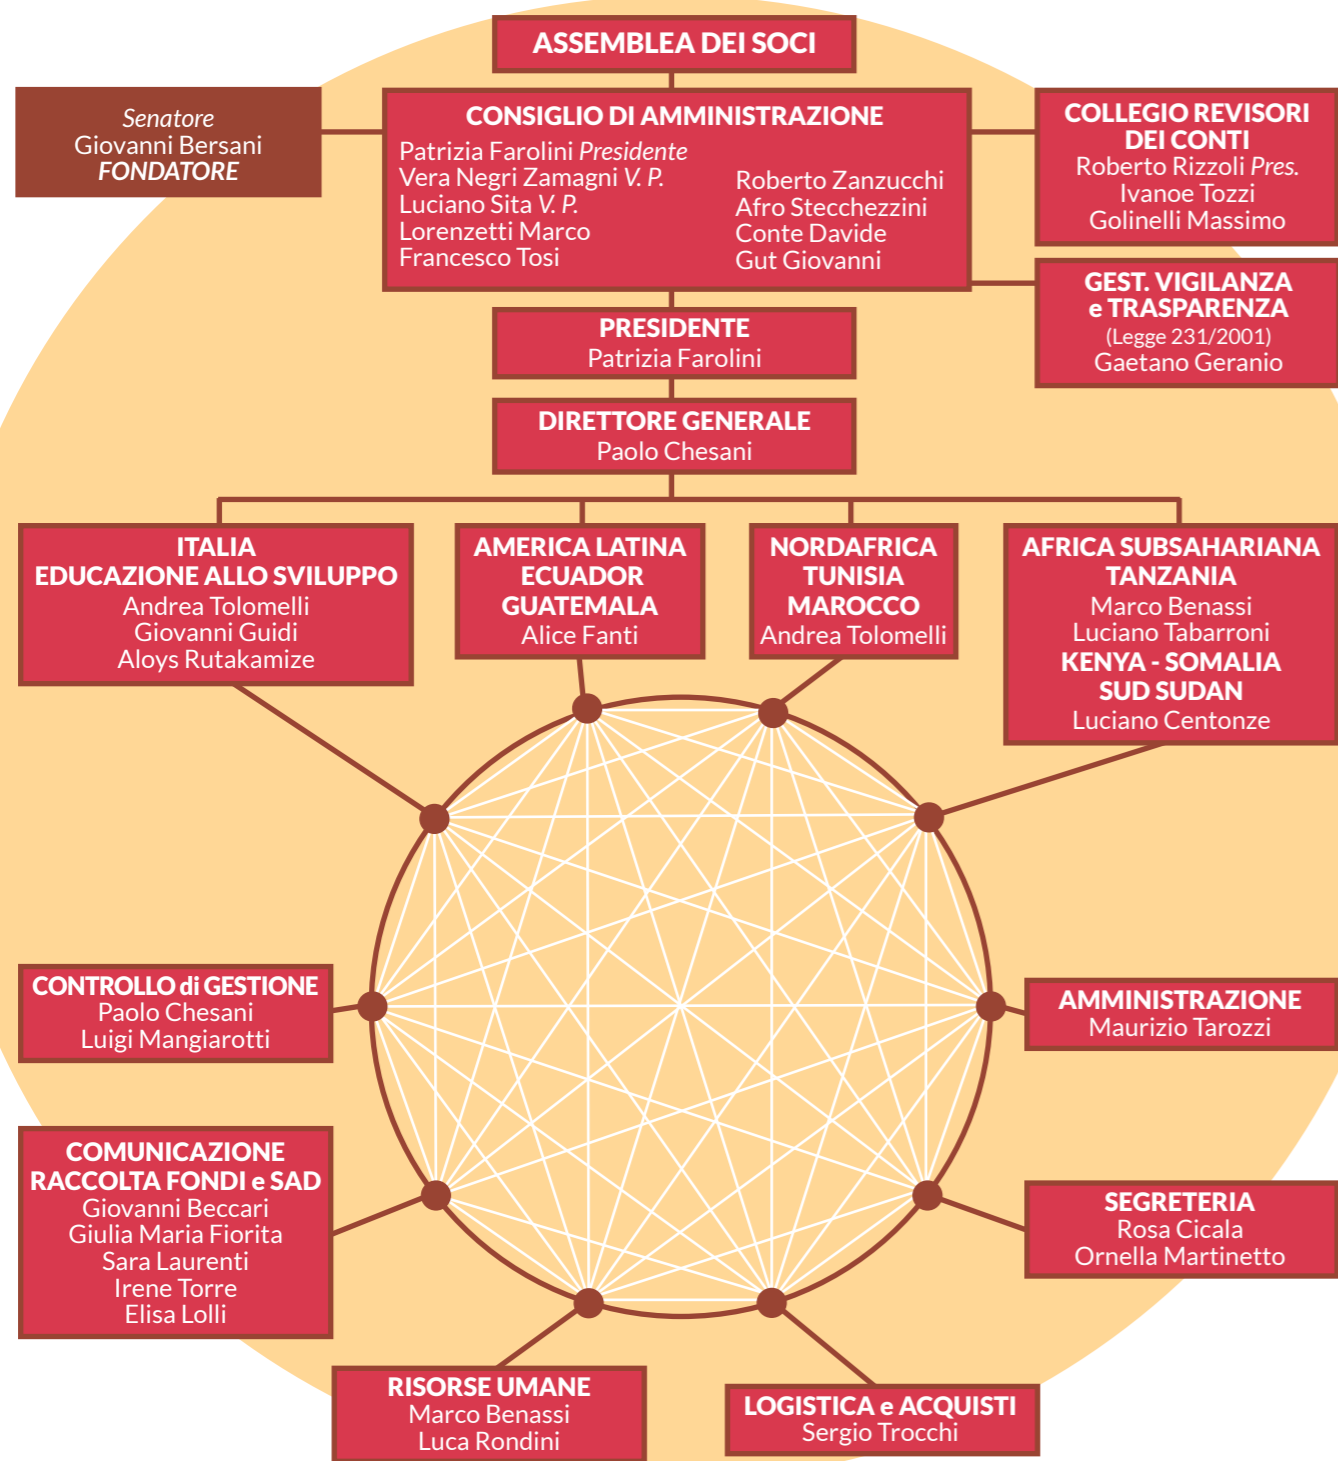 ASSEMBLEA DEI SOCI
Senatore
Giovanni Bersani
FONDATORE
CONSIGLIO DI AMMINISTRAZIONE
Patrizia Farolini Presidente
Vera Negri Zamagni V. P.
Luciano Sita V. P.
Lorenzetti Marco
Francesco Tosi
Roberto Zanzucchi
Afro Stecchezzini
Conte Davide
Gut Giovanni
COLLEGIO REVISORI
DEI CONTI
Roberto Rizzoli Pres.
Ivanoe Tozzi
Golinelli Massimo
GEST. VIGILANZA
e TRASPARENZA
(Legge 231/2001)
Gaetano Geranio
PRESIDENTE
Patrizia Farolini
DIRETTORE GENERALE
Paolo Chesani
ITALIA
EDUCAZIONE ALLO SVILUPPO
Andrea Tolomelli
Giovanni Guidi
Aloys Rutakamize
AMERICA LATINA
ECUADOR
GUATEMALA
Alice Fanti
NORDAFRICA
TUNISIA
MAROCCO
Andrea Tolomelli
AFRICA SUBSAHARIANA
TANZANIA
Marco Benassi
Luciano Tabarroni
KENYA - SOMALIA
SUD SUDAN
Luciano Centonze
CONTROLLO di GESTIONE
Paolo Chesani
Luigi Mangiarotti
AMMINISTRAZIONE
Maurizio Tarozzi
COMUNICAZIONE
RACCOLTA FONDI e SAD
Giovanni Beccari
Giulia Maria Fiorita
Sara Laurenti
Irene Torre
Elisa Lolli
SEGRETERIA
Rosa Cicala
Ornella Martinetto
RISORSE UMANE
Marco Benassi
Luca Rondini
LOGISTICA e ACQUISTI
Sergio Trocchi